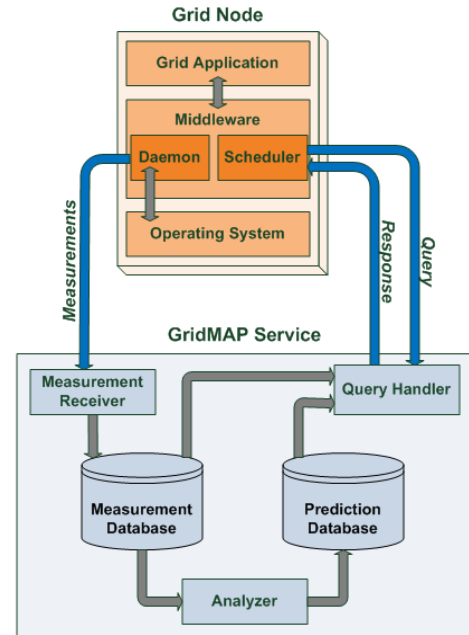 Grid Node
Grid Application
Middleware
Daemon
Scheduler
Operating System
Measurements
Response
Query
GridMAP Service
Measurement
Receiver
Query Handler
Measurement
Database
Prediction
Database
Analyzer